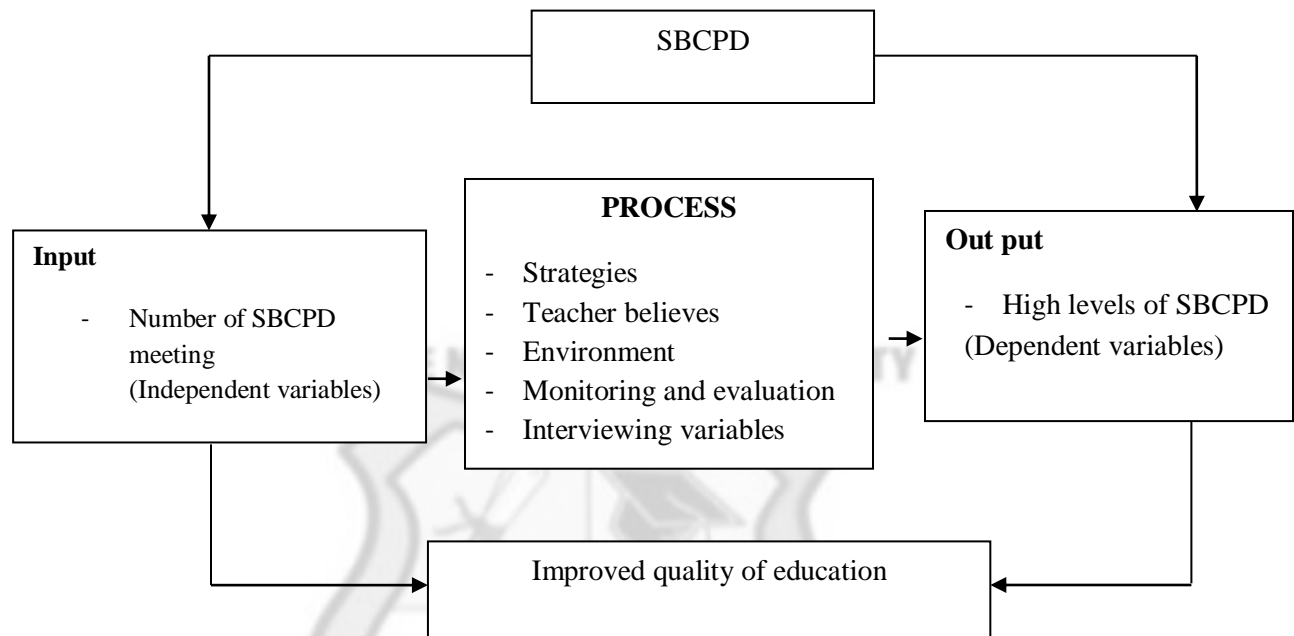 SBCPD
Input
- Number of SBCPD
meeting
(Independent variables)
PROCESS
- Strategies
- Teacher believes
- Environment
- Monitoring and evaluation
- Interviewing variables
Out put
- High levels of SBCPD
(Dependent variables)
Improved quality of education